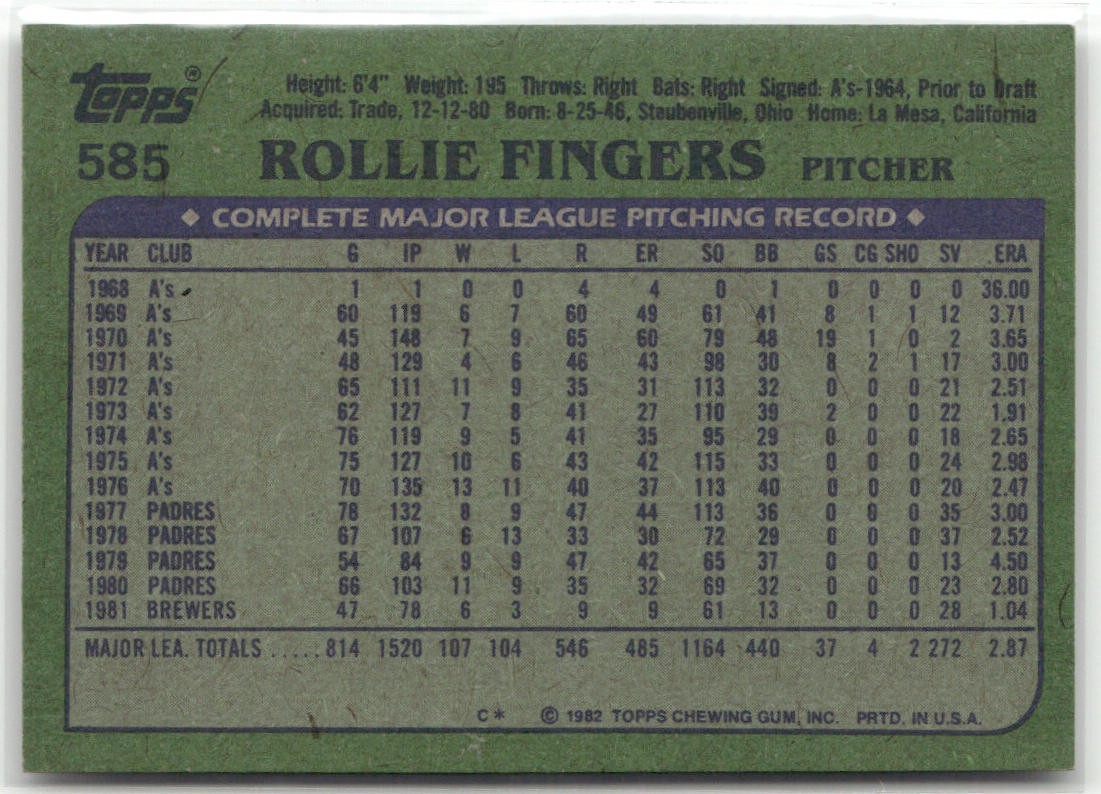 Topps®
Height: 6'4" Weight: 195 Throws: Right Bats: Right Signed: A's-1964, Prior to Draft
Acquired: Trade, 12-12-80 Born: 8-25-46, Steubenville, Ohio Home: La Mesa, California
585 ROLLIE FINGERS PITCHER
◆ COMPLETE MAJOR LEAGUE PITCHING RECORD ◆
YEAR CLUB G IP W L R ER SO BB GS CG SHO SV ERA
1968 A's 1 1 0 0 4 4 0 1 0 0 0 0 36.00
1969 A's 60 119 6 7 60 49 61 41 8 1 1 12 3.71
1970 A's 45 148 7 9 65 60 79 48 19 1 0 2 3.65
1971 A's 48 129 4 6 46 43 98 30 8 2 1 17 3.00
1972 A's 65 111 11 9 35 31 113 32 0 0 0 21 2.51
1973 A's 62 127 7 8 41 27 110 39 2 0 0 22 1.91
1974 A's 76 119 9 5 41 35 95 29 0 0 0 18 2.65
1975 A's 75 127 10 6 43 42 115 33 0 0 0 24 2.98
1976 A's 70 135 13 11 40 37 113 40 0 0 0 20 2.47
1977 PADRES 78 132 8 9 47 44 113 36 0 0 0 35 3.00
1978 PADRES 67 107 6 13 33 30 72 29 0 0 0 37 2.52
1979 PADRES 54 84 9 9 47 42 65 37 0 0 0 13 4.50
1980 PADRES 66 103 11 9 35 32 69 32 0 0 0 23 2.80
1981 BREWERS 47 78 6 3 9 9 61 13 0 0 0 28 1.04
MAJOR LEA. TOTALS ..... 814 1520 107 104 546 485 1164 440 37 4 2 272 2.87
C* © 1982 TOPPS CHEWING GUM, INC. PRTD. IN U.S.A.